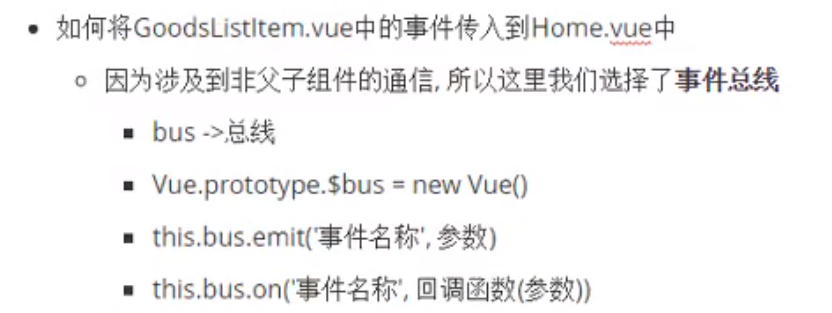 如何将GoodsListItem.vue中的事件传入到Home.vue中
因为涉及到非父子组件的通信, 所以这里我们选择了事件总线
bus ->总线
Vue.prototype.$bus = new Vue()
this.bus.emit('事件名称', 参数)
this.bus.on('事件名称', 回调函数(参数))